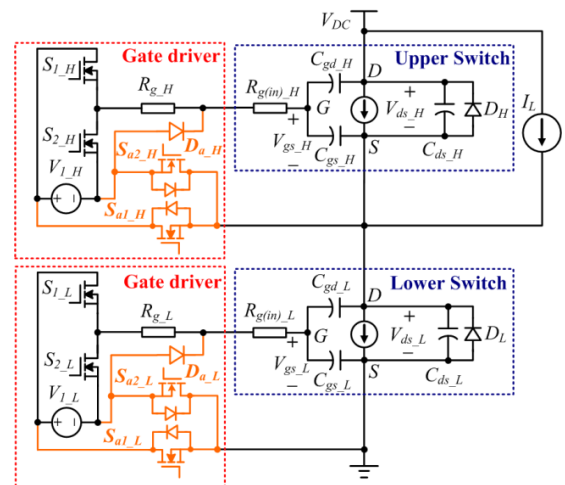 V_DC
Gate driver
Upper Switch
S_1_H
R_g_H
R_g(in)_H
C_gd_H
D
G
V_gs_H
C_gs_H
S
V_ds_H
C_ds_H
D_H
I_L
S_2_H
V_1_H
S_a2_H
D_a_H
S_a1_H
+ −
+
−
+
−
Gate driver
Lower Switch
S_1_L
R_g_L
R_g(in)_L
C_gd_L
D
G
V_gs_L
C_gs_L
S
V_ds_L
C_ds_L
D_L
S_2_L
V_1_L
S_a2_L
D_a_L
S_a1_L
+ −
+
−
+
−